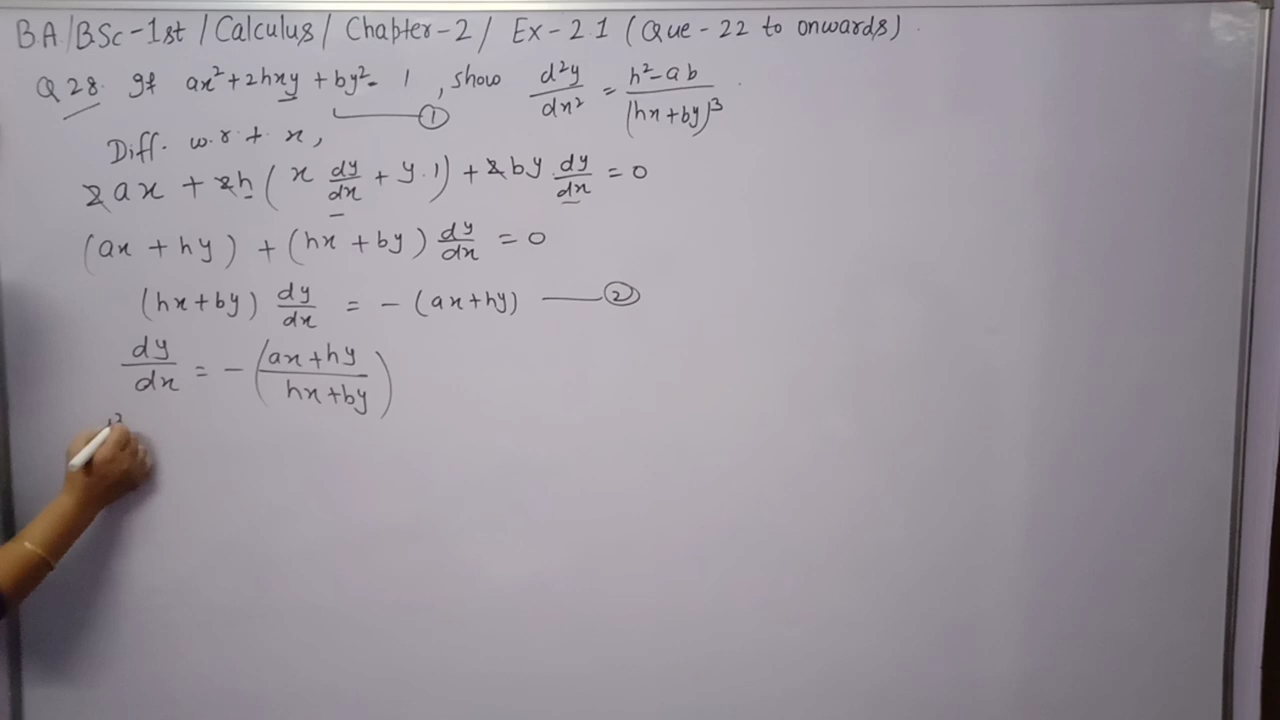 B.A/BSc-1st / Calculus / Chapter-2 / Ex-2.1 (Que-22 to onwards)
Q 28. If ax²+2hxy+by²=1, show d²y/dx² = h²-ab/(hx+by)³
①
Diff. w.r.t x,
2ax + 2h(x dy/dx + y.1) + 2by.dy/dx = 0
(ax + hy) + (hx + by) dy/dx = 0
(hx+by) dy/dx = -(ax+hy) — ②
dy/dx = -(ax+hy/hx+by)